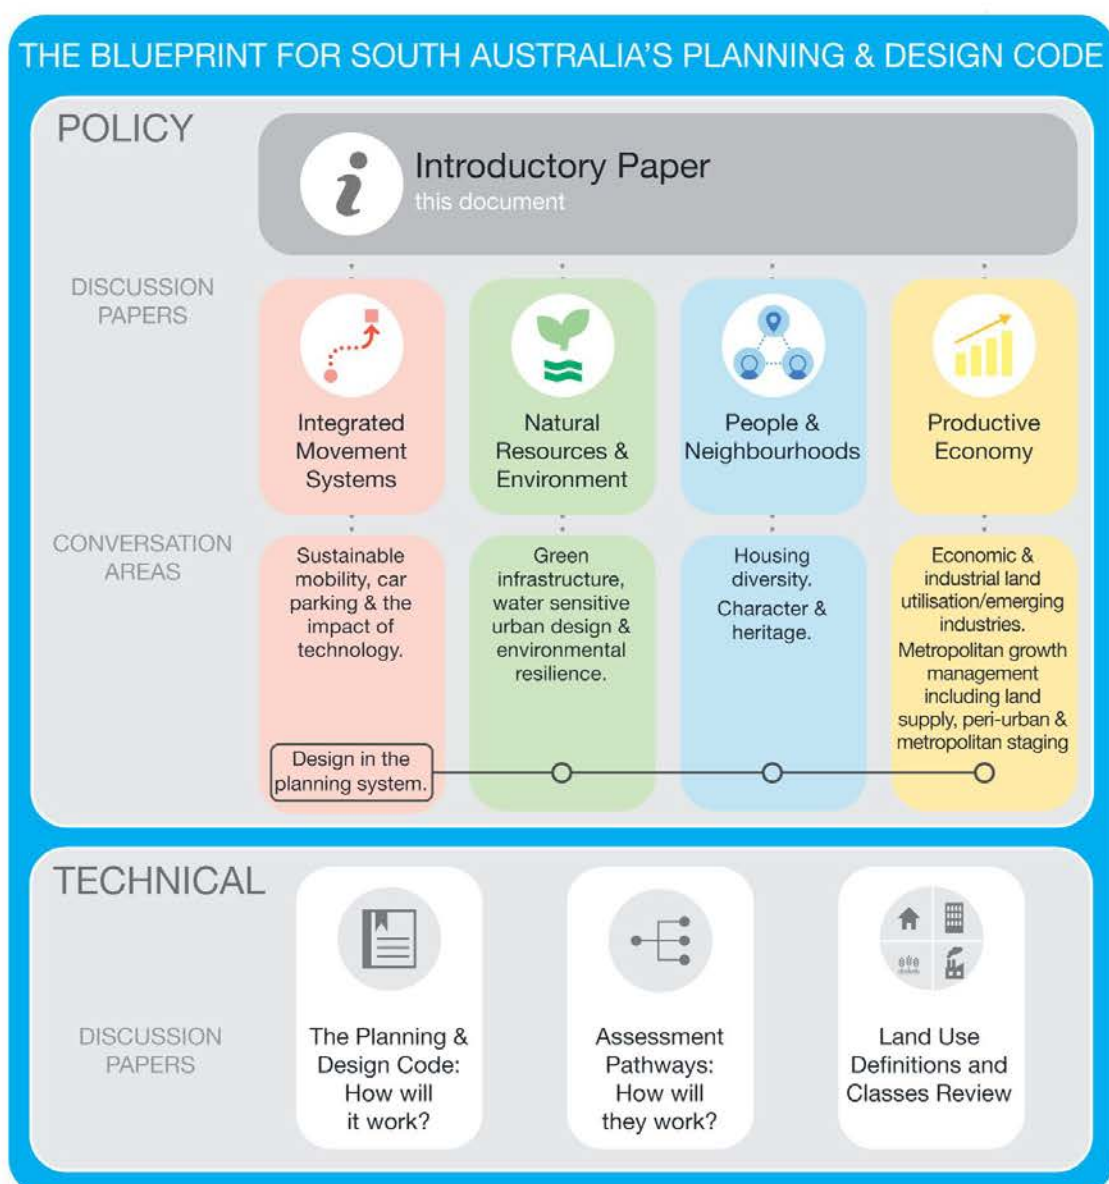 THE BLUEPRINT FOR SOUTH AUSTRALIA'S PLANNING & DESIGN CODE
POLICY
Introductory Paper
this document
DISCUSSION
PAPERS
Integrated
Movement
Systems
Natural
Resources &
Environment
People &
Neighbourhoods
Productive
Economy
CONVERSATION
AREAS
Sustainable
mobility, car
parking & the
impact of
technology.
Green
infrastructure,
water sensitive
urban design &
environmental
resilience.
Housing
diversity.
Character &
heritage.
Economic &
industrial land
utilisation/emerging
industries.
Metropolitan growth
management
including land
supply, peri-urban &
metropolitan staging
Design in the
planning system.
TECHNICAL
DISCUSSION
PAPERS
The Planning &
Design Code:
How will
it work?
Assessment
Pathways:
How will
they work?
Land Use
Definitions and
Classes Review